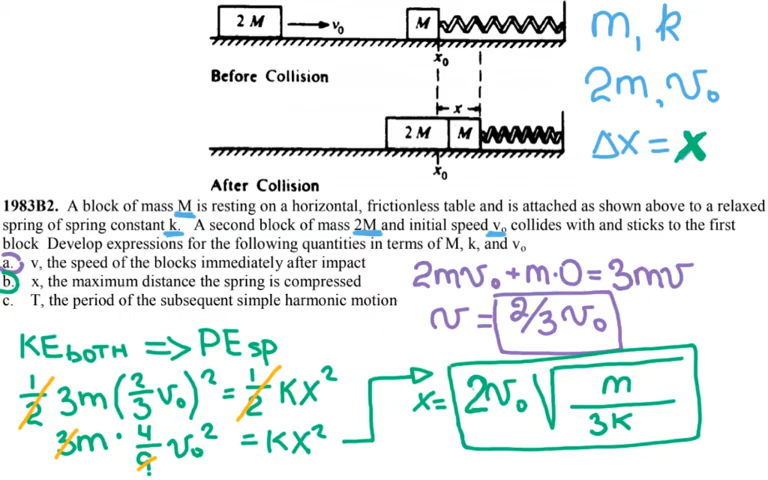 2 M v₀ M
x₀
Before Collision
x
2 M M
x₀
After Collision
m, k
2m, v₀
Δx = x
1983B2. A block of mass M is resting on a horizontal, frictionless table and is attached as shown above to a relaxed
spring of spring constant k. A second block of mass 2M and initial speed v₀ collides with and sticks to the first
block Develop expressions for the following quantities in terms of M, k, and v₀
a. v, the speed of the blocks immediately after impact
b. x, the maximum distance the spring is compressed
c. T, the period of the subsequent simple harmonic motion
2mv₀ + m·0 = 3mv
v = 2/3 v₀
KE BOTH => PE sp
1/2 3m(2/3 v₀)² = 1/2 Kx²
3m · 4/9 v₀² = Kx²
x = 2v₀ √(m/3K)